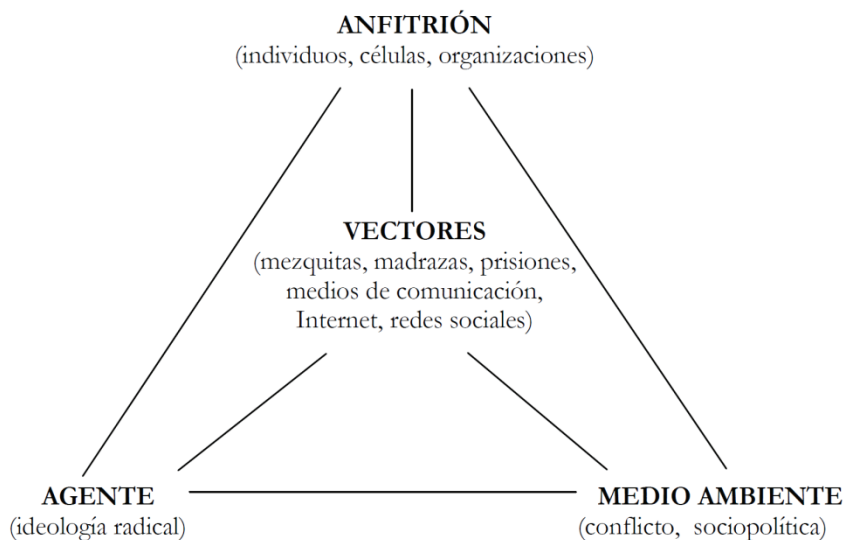 ANFITRIÓN
(individuos, células, organizaciones)
VECTORES
(mezquitas, madrazas, prisiones,
medios de comunicación,
Internet, redes sociales)
AGENTE
(ideología radical)
MEDIO AMBIENTE
(conflicto, sociopolítica)